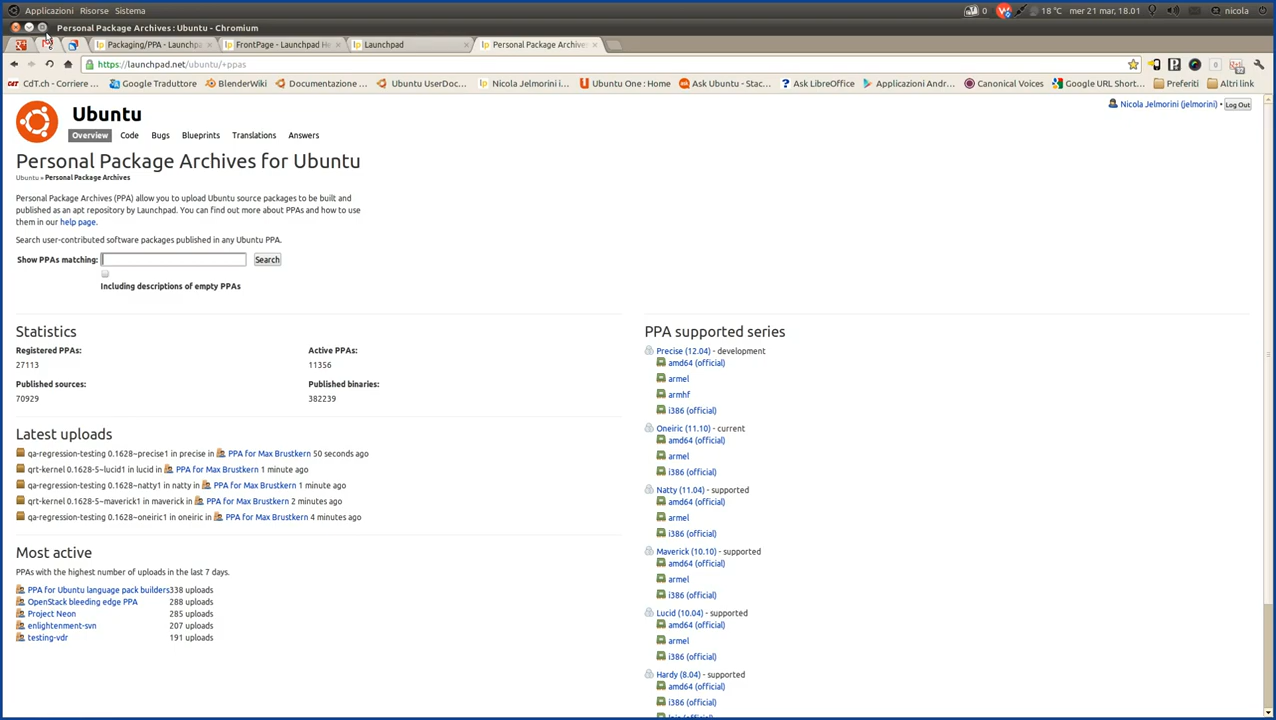 Applicazioni Risorse Sistema 0 18 °C mer 21 mar, 18.01 nicola
Personal Package Archives : Ubuntu - Chromium
Packaging/PPA - Launchpa FrontPage - Launchpad He Launchpad Personal Package Archive
https://launchpad.net/ubuntu/+ppas
CdT.ch - Corriere ... Google Traduttore BlenderWiki Documentazione ... Ubuntu UserDoc... Nicola Jelmorini i... Ubuntu One : Home Ask Ubuntu - Stac... Ask LibreOffice Applicazioni Andr... Canonical Voices Google URL Short... Preferiti Altri link
Ubuntu
Nicola Jelmorini (jelmorini) • Log Out
Overview Code Bugs Blueprints Translations Answers
Personal Package Archives for Ubuntu
Ubuntu » Personal Package Archives
Personal Package Archives (PPA) allow you to upload Ubuntu source packages to be built and
published as an apt repository by Launchpad. You can find out more about PPAs and how to use
them in our help page.
Search user-contributed software packages published in any Ubuntu PPA.
Show PPAs matching: Search
Including descriptions of empty PPAs
Statistics
Registered PPAs: Active PPAs:
27113 11356
Published sources: Published binaries:
70929 382239
Latest uploads
qa-regression-testing 0.1628~precise1 in precise in PPA for Max Brustkern 50 seconds ago
qrt-kernel 0.1628-5~lucid1 in lucid in PPA for Max Brustkern 1 minute ago
qa-regression-testing 0.1628~natty1 in natty in PPA for Max Brustkern 1 minute ago
qrt-kernel 0.1628-5~maverick1 in maverick in PPA for Max Brustkern 2 minutes ago
qa-regression-testing 0.1628~oneiric1 in oneiric in PPA for Max Brustkern 4 minutes ago
Most active
PPAs with the highest number of uploads in the last 7 days.
PPA for Ubuntu language pack builders 338 uploads
OpenStack bleeding edge PPA 288 uploads
Project Neon 285 uploads
enlightenment-svn 207 uploads
testing-vdr 191 uploads
PPA supported series
Precise (12.04) - development
amd64 (official)
armel
armhf
i386 (official)
Oneiric (11.10) - current
amd64 (official)
armel
i386 (official)
Natty (11.04) - supported
amd64 (official)
armel
i386 (official)
Maverick (10.10) - supported
amd64 (official)
armel
i386 (official)
Lucid (10.04) - supported
amd64 (official)
armel
i386 (official)
Hardy (8.04) - supported
amd64 (official)
i386 (official)